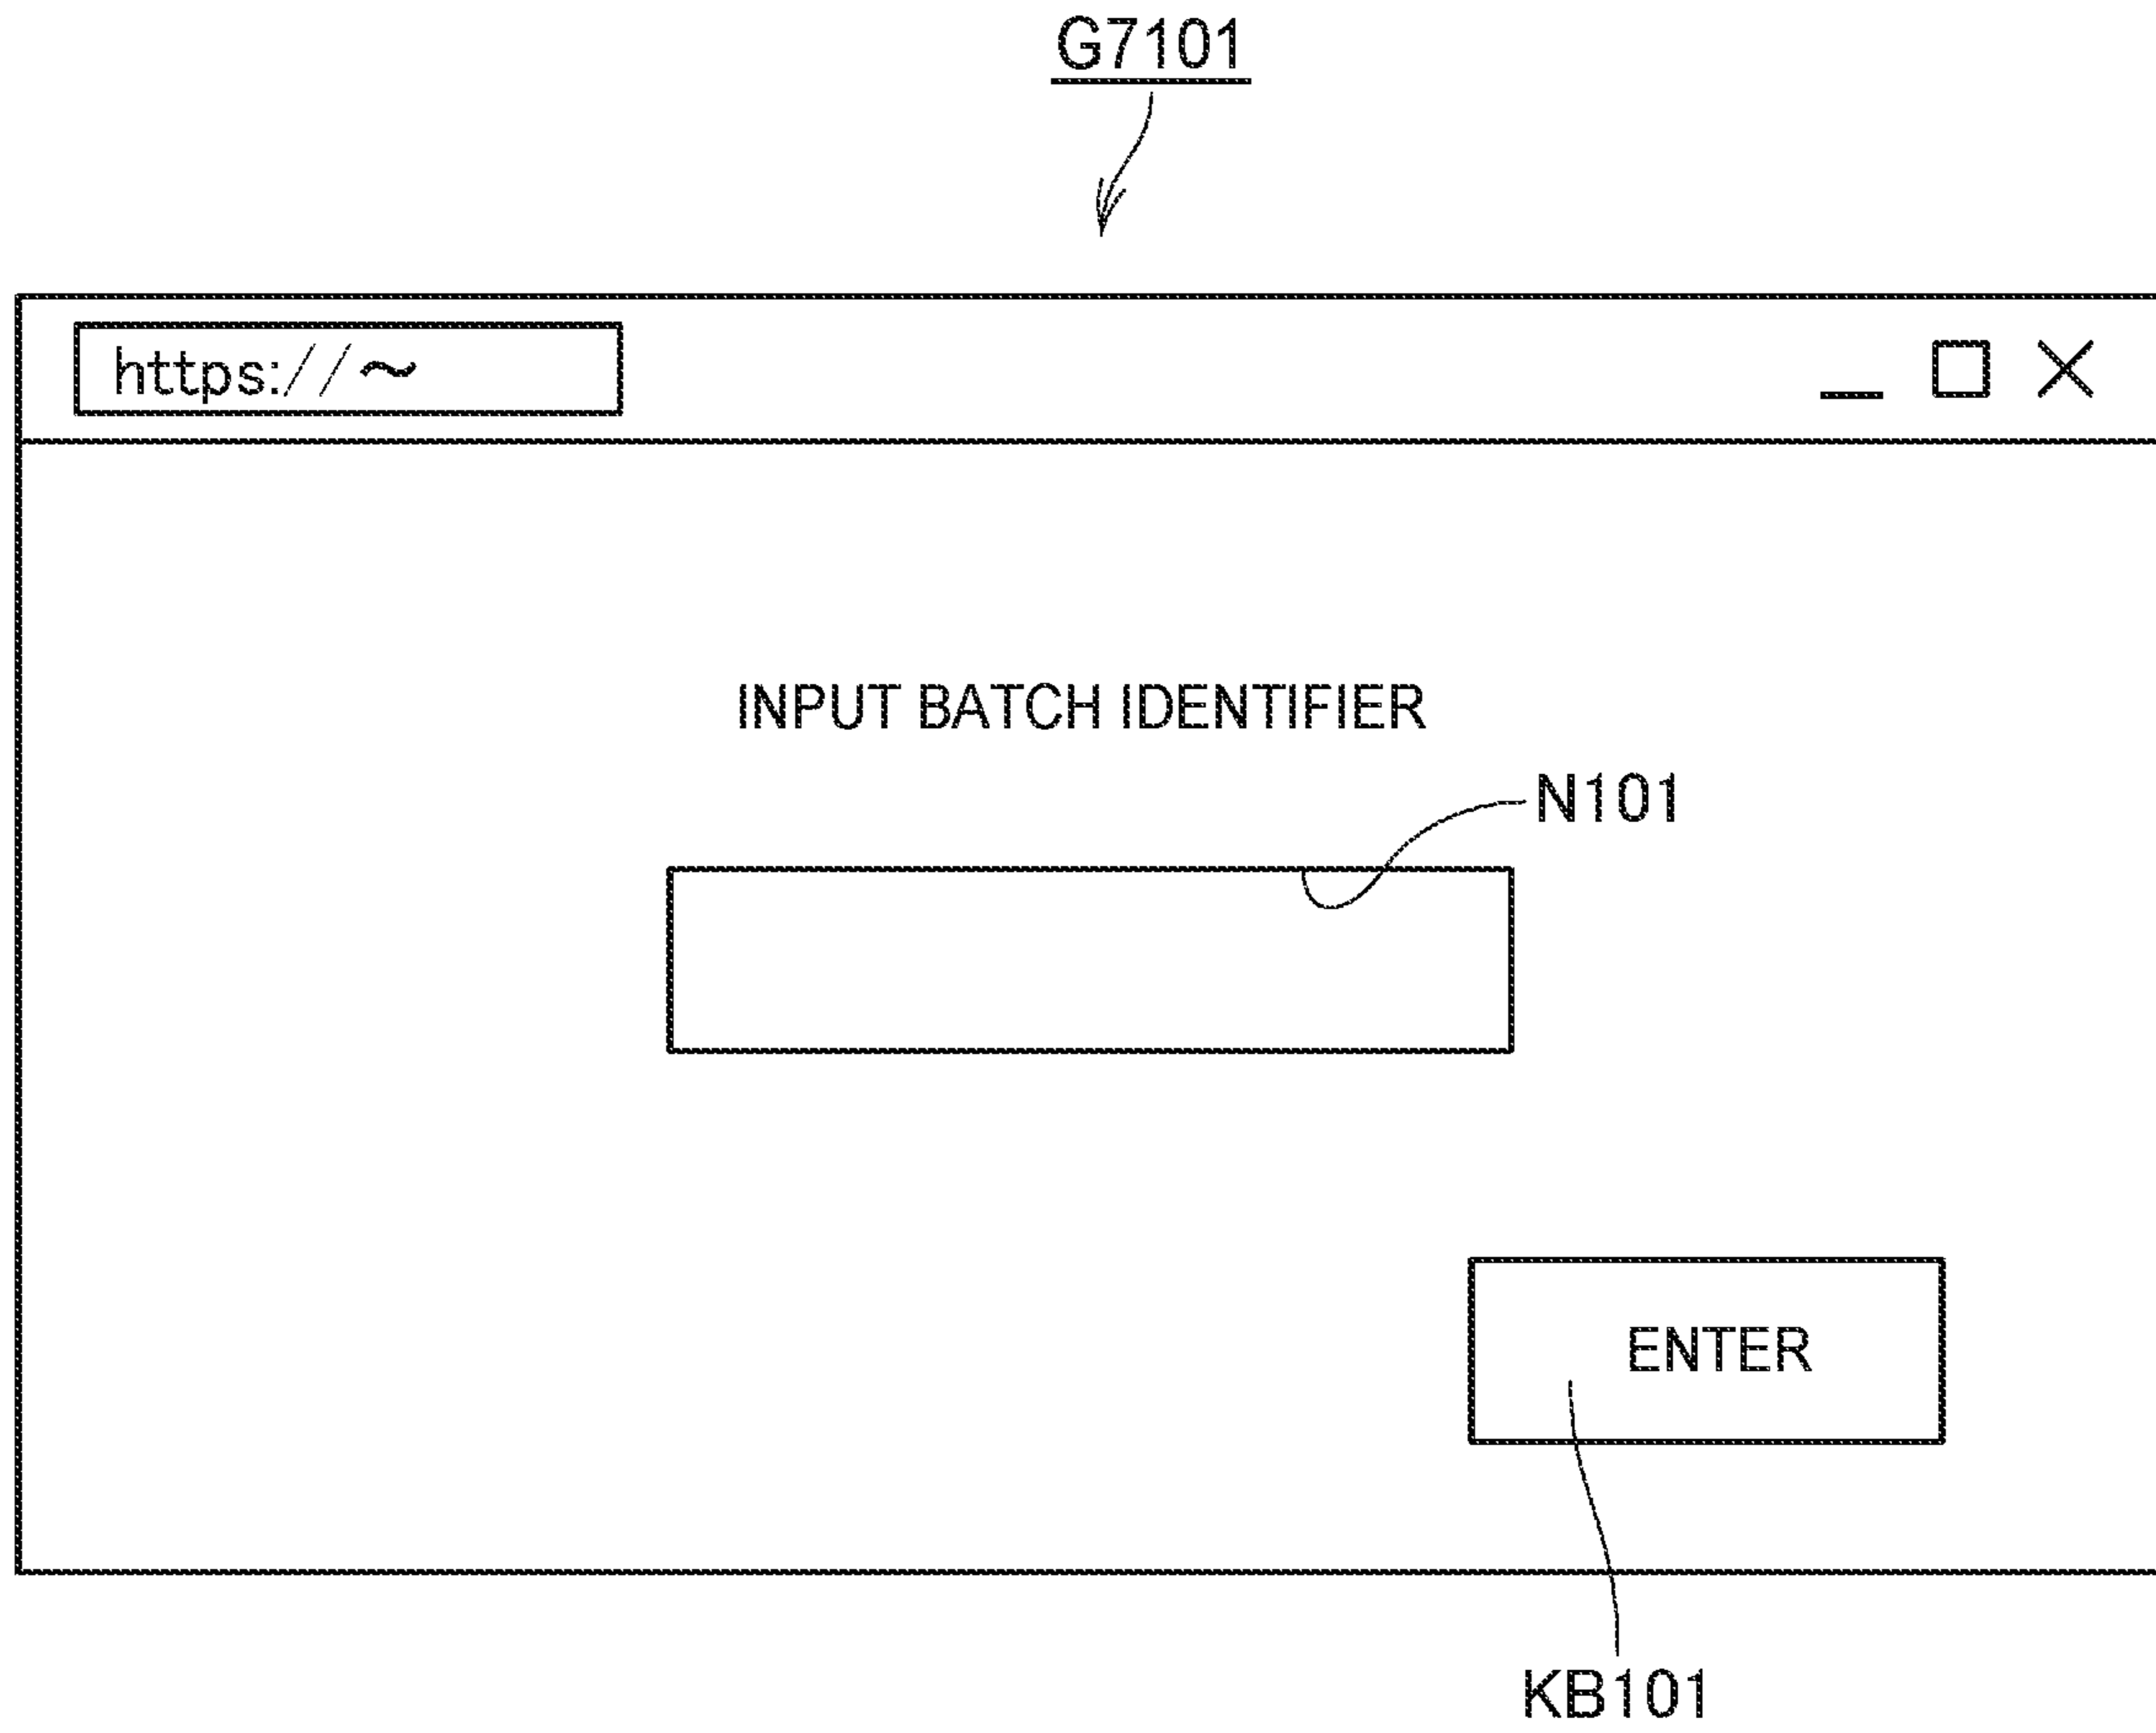 G7101
https://～
INPUT BATCH IDENTIFIER
N101
ENTER
KB101